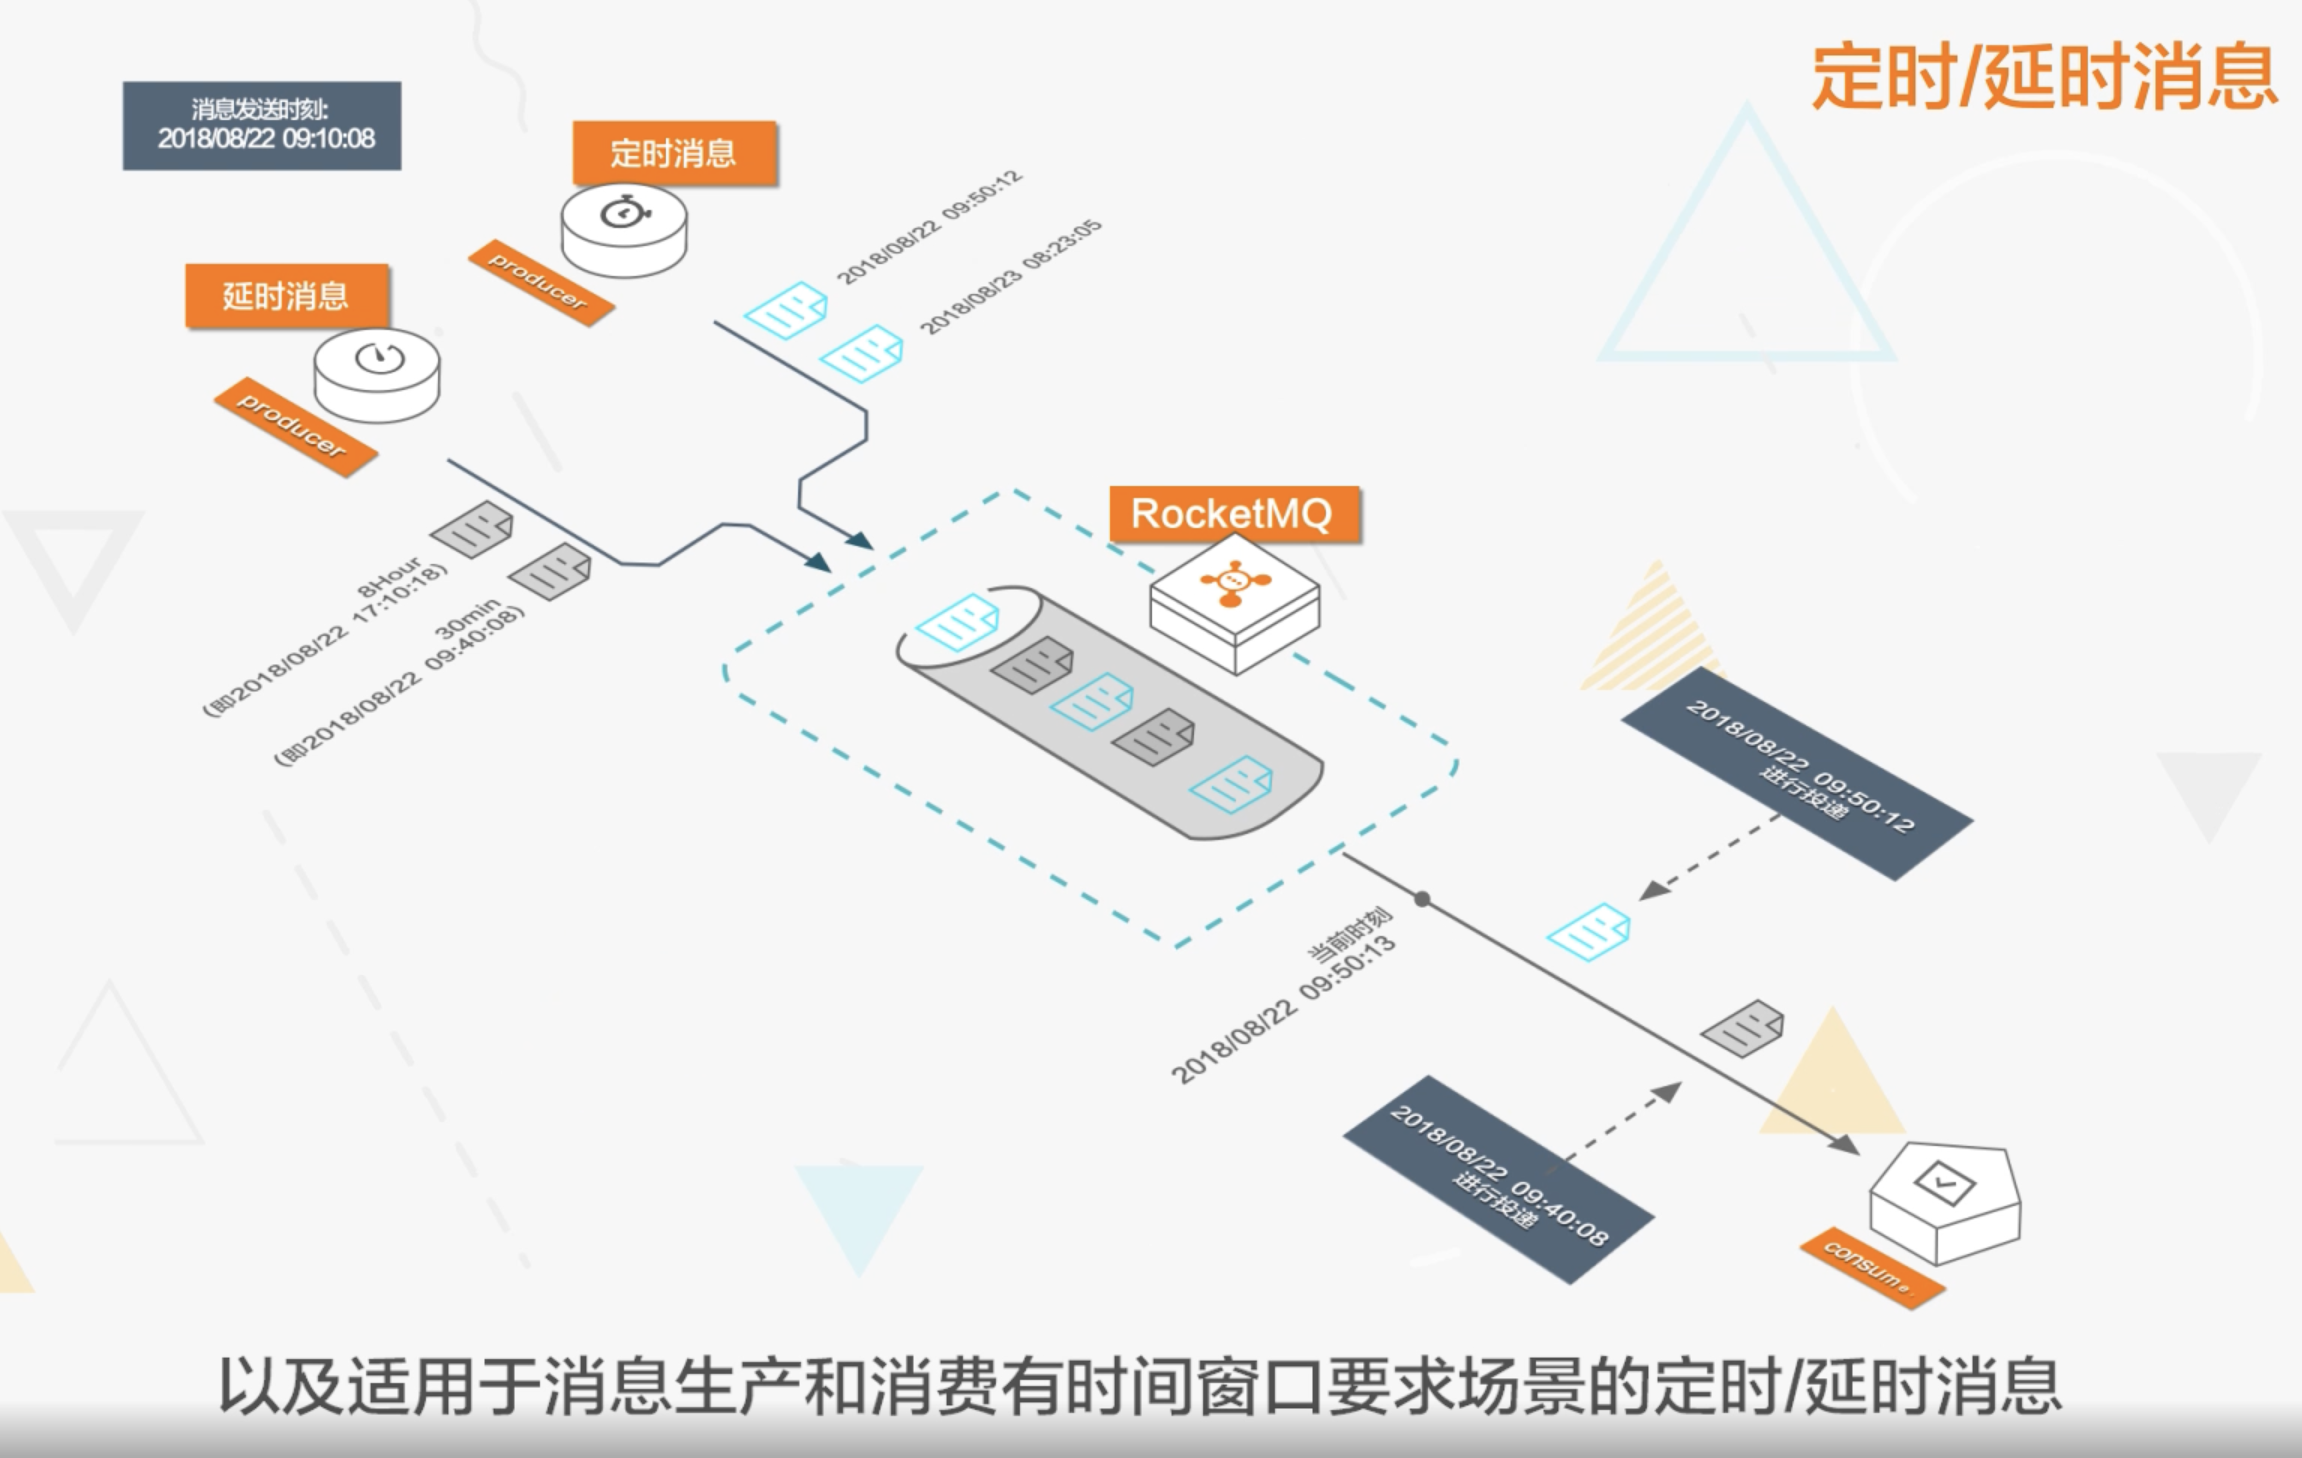 定时/延时消息
消息发送时刻:
2018/08/22 09:10:08
定时消息
producer
2018/08/22 09:50:12
2018/08/23 08:23:05
延时消息
producer
8Hour
(即2018/08/22 17:10:18)
30min
(即2018/08/22 09:40:08)
RocketMQ
2018/08/22 09:50:12
进行投递
当前时刻
2018/08/22 09:50:13
2018/08/22 09:40:08
进行投递
consume
以及适用于消息生产和消费有时间窗口要求场景的定时/延时消息